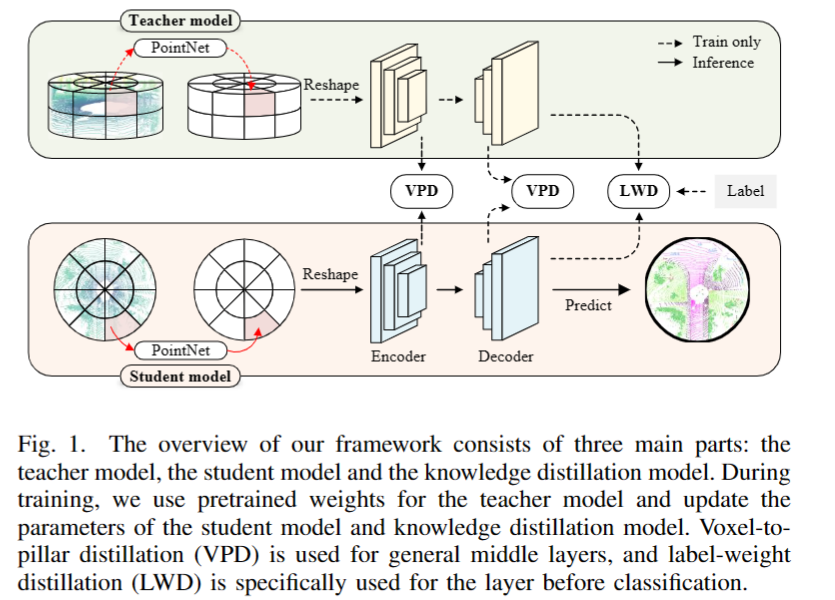 Teacher model
PointNet
Train only
Inference
Reshape
VPD
VPD
LWD
Label
Reshape
Predict
PointNet
Encoder
Decoder
Student model
Fig. 1. The overview of our framework consists of three main parts: the
teacher model, the student model and the knowledge distillation model. During
training, we use pretrained weights for the teacher model and update the
parameters of the student model and knowledge distillation model. Voxel-to-
pillar distillation (VPD) is used for general middle layers, and label-weight
distillation (LWD) is specifically used for the layer before classification.